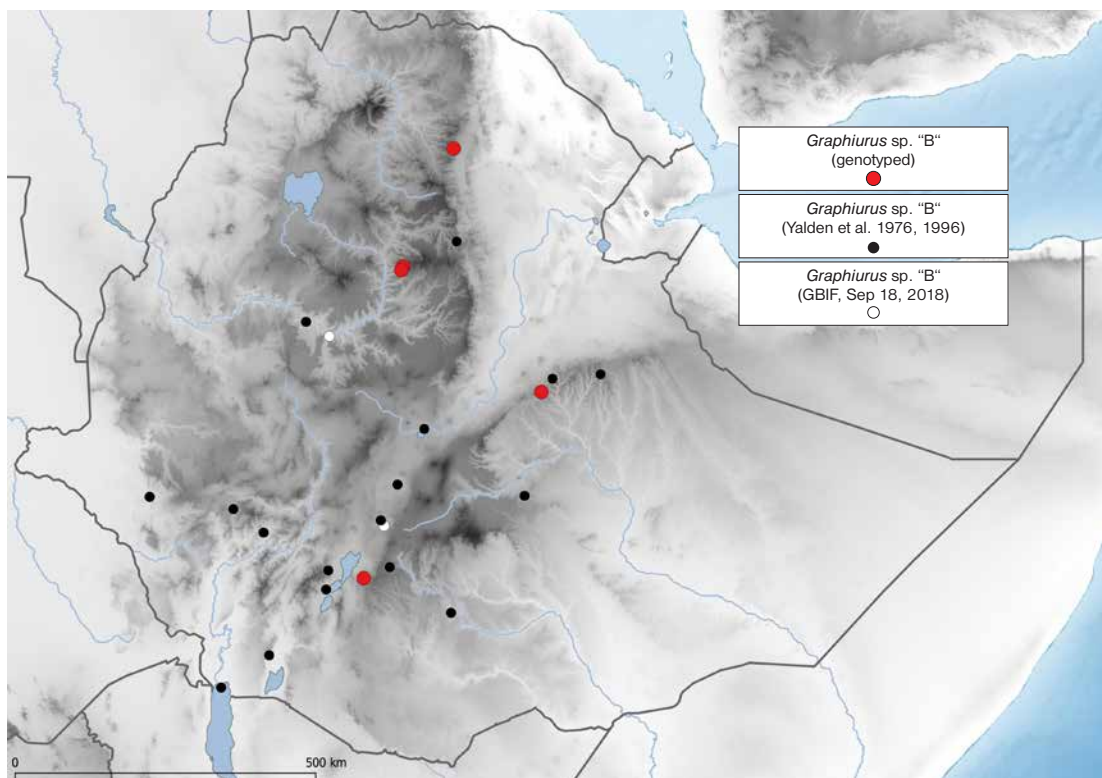 Graphiurus sp. "B"
(genotyped)
Graphiurus sp. "B"
(Yalden et al. 1976, 1996)
Graphiurus sp. "B"
(GBIF, Sep 18, 2018)
0 500 km